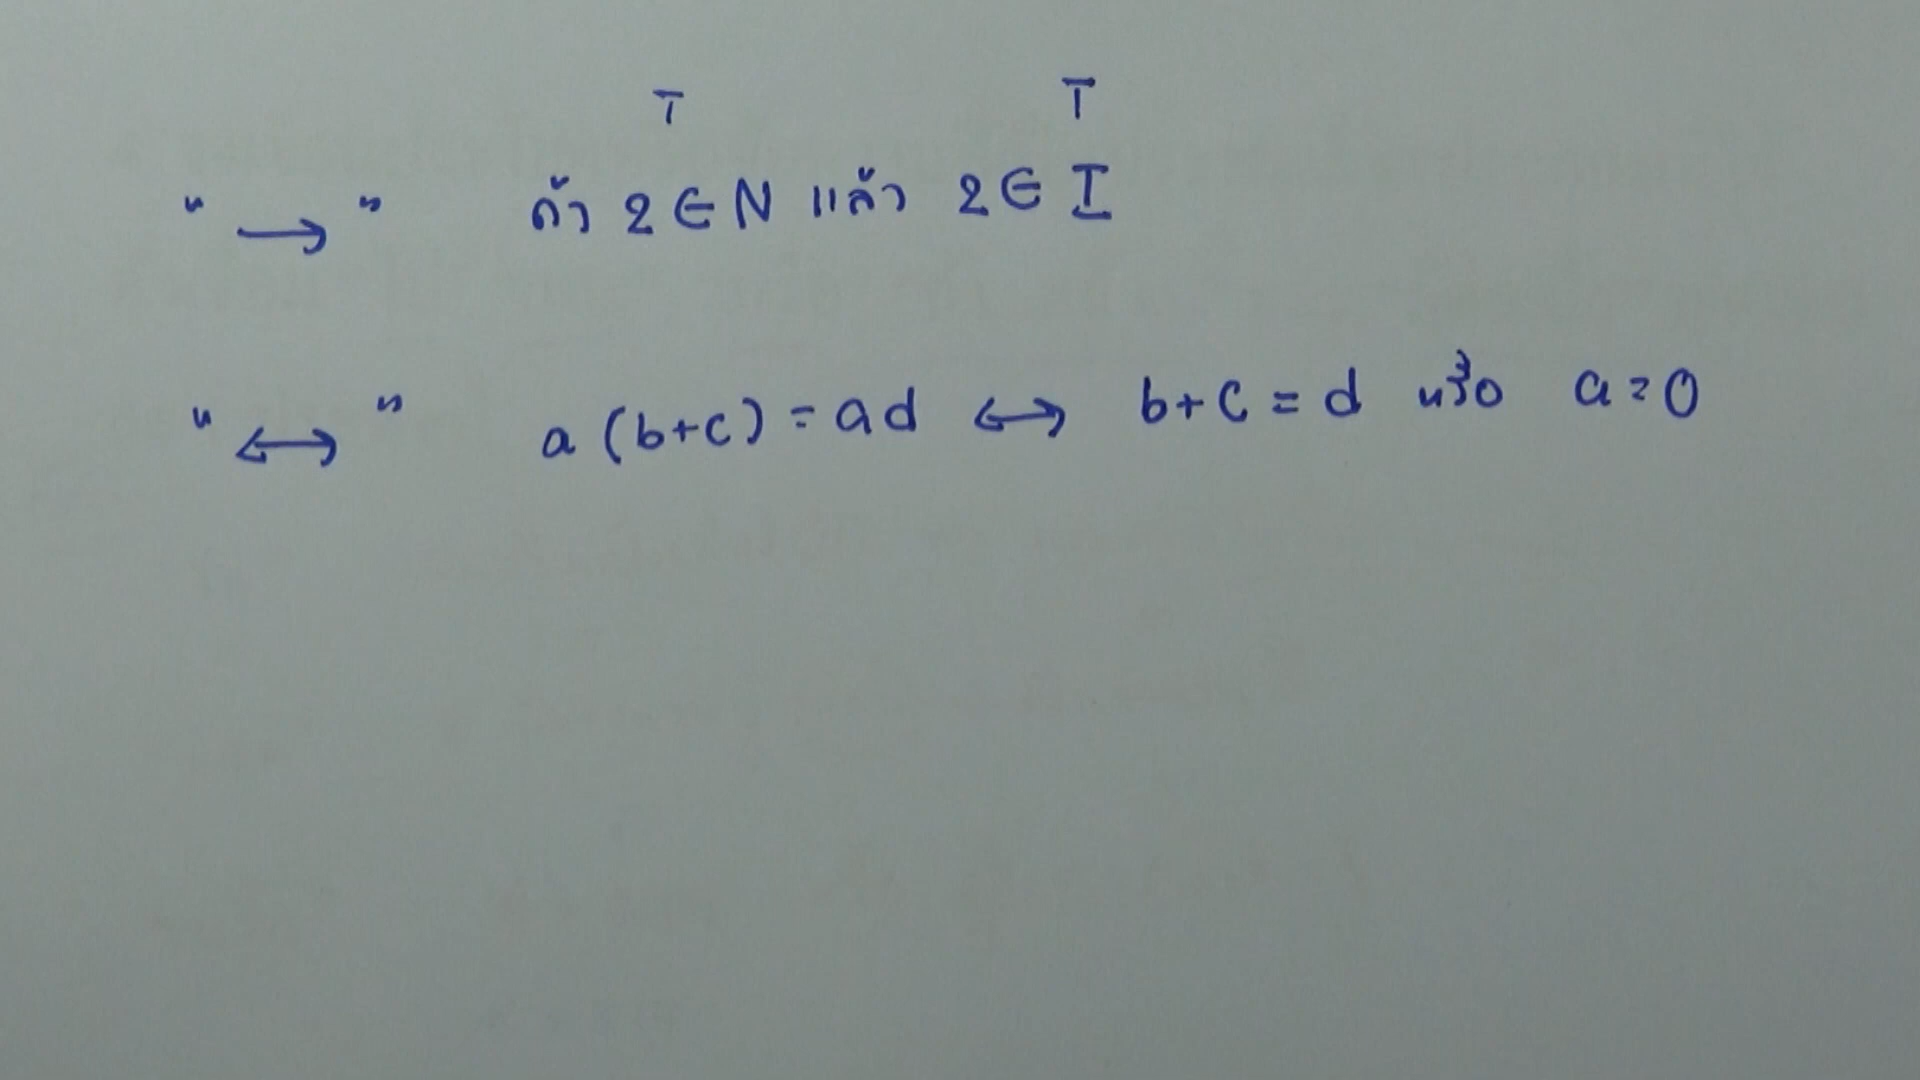 T T
" → " ถ้า 2 ∈ N แล้ว 2 ∈ I
" ↔ " a (b+c) = ad ↔ b+c = d หรือ a = 0